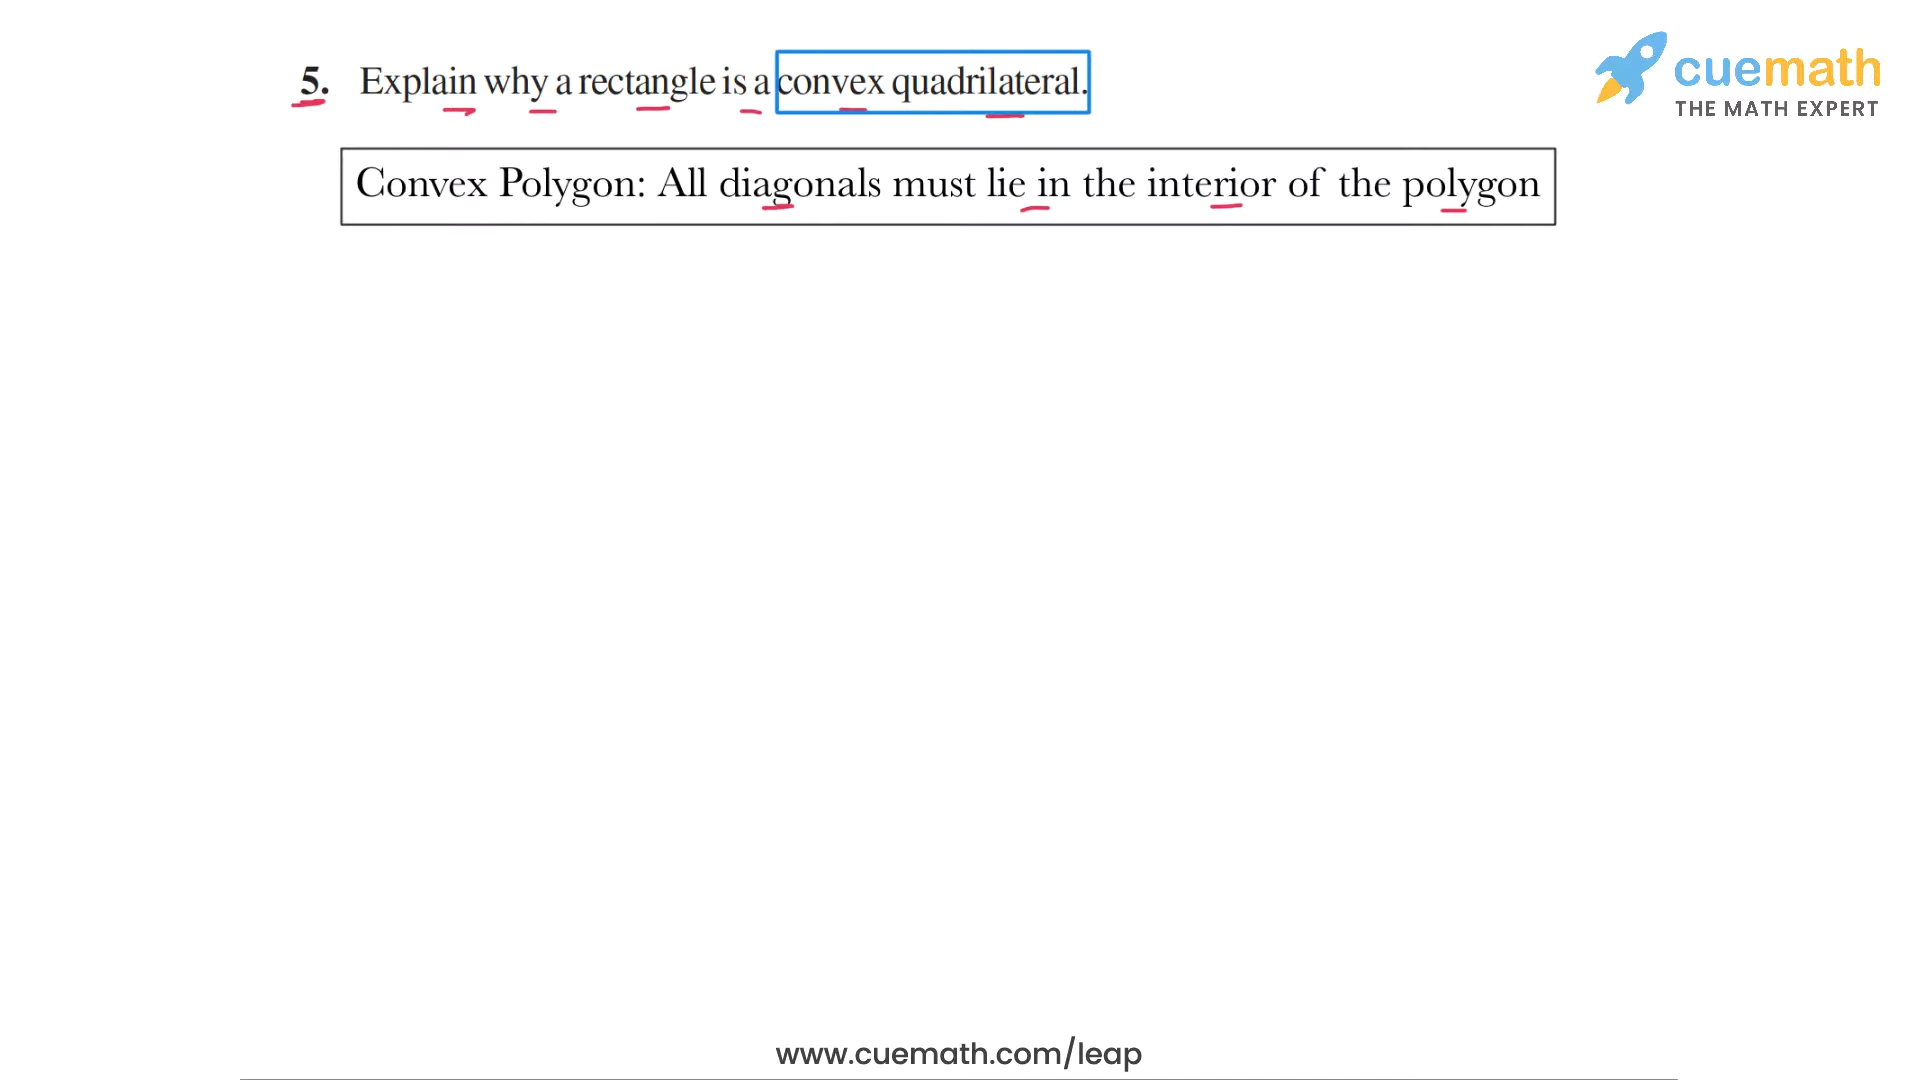 5. Explain why a rectangle is a convex quadrilateral.
cuemath
THE MATH EXPERT
Convex Polygon: All diagonals must lie in the interior of the polygon
www.cuemath.com/leap